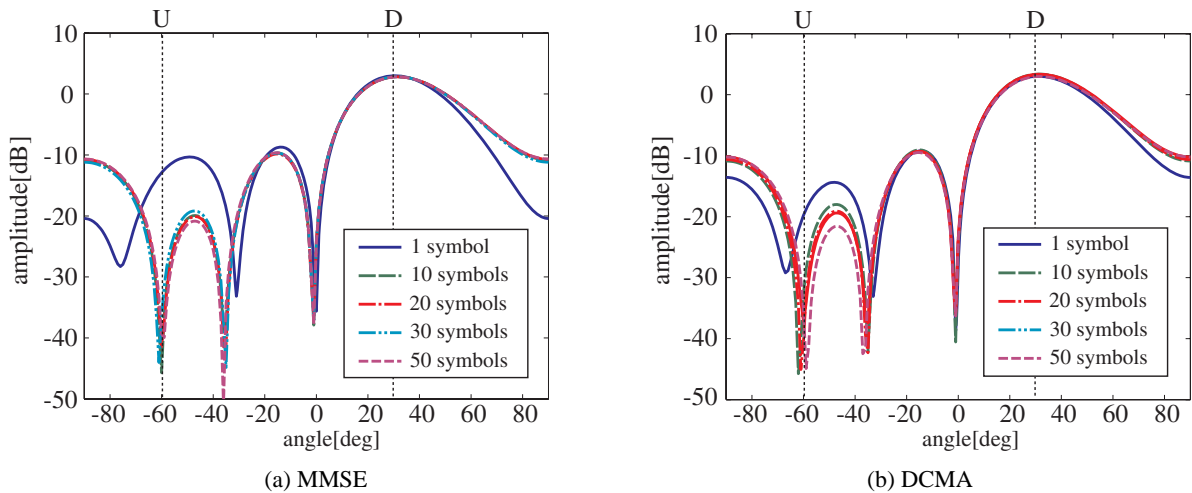 U D
10
0
-10
-20
-30
-40
-50
amplitude[dB]
1 symbol
10 symbols
20 symbols
30 symbols
50 symbols
-80 -60 -40 -20 0 20 40 60 80
angle[deg]
(a) MMSE
U D
10
0
-10
-20
-30
-40
-50
amplitude[dB]
1 symbol
10 symbols
20 symbols
30 symbols
50 symbols
-80 -60 -40 -20 0 20 40 60 80
angle[deg]
(b) DCMA